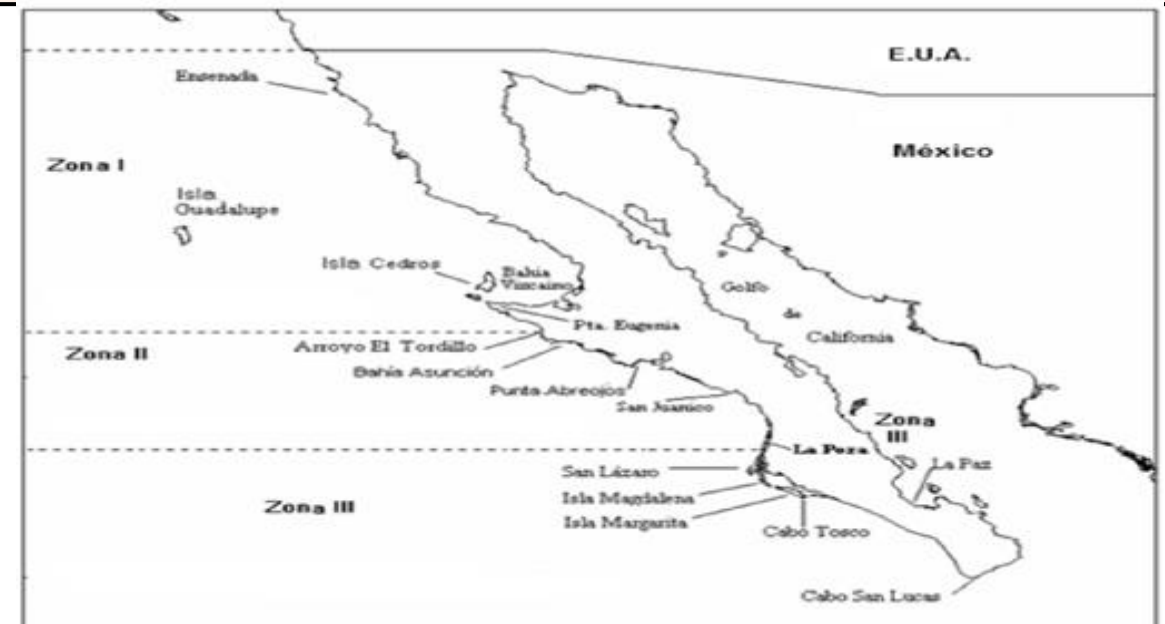 E.U.A.
Ensenada
México
Zona I
Isla
Guadalupe
Isla Cedros
Bahia
Vizcaino
Golfo
de
California
Pta. Eugenia
Zona II
Arroyo El Tordillo
Bahía Asunción
Punta Abreojos
San Juanico
Zona
III
La Poza
La Paz
San Lázaro
Isla Magdalena
Zona III
Isla Margarita
Cabo Tosco
Cabo San Lucas